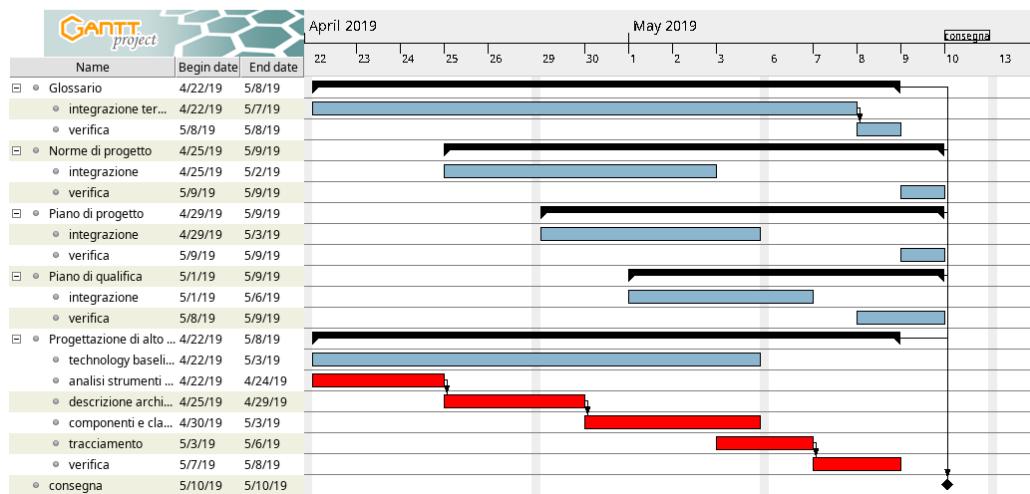 GANTT
project
April 2019
May 2019
consegna
22 23 24 25 26 29 30 1 2 3 6 7 8 9 10 13
Name Begin date End date
Glossario 4/22/19 5/8/19
integrazione ter... 4/22/19 5/7/19
verifica 5/8/19 5/8/19
Norme di progetto 4/25/19 5/9/19
integrazione 4/25/19 5/2/19
verifica 5/9/19 5/9/19
Piano di progetto 4/29/19 5/9/19
integrazione 4/29/19 5/3/19
verifica 5/9/19 5/9/19
Piano di qualifica 5/1/19 5/9/19
integrazione 5/1/19 5/6/19
verifica 5/8/19 5/9/19
Progettazione di alto ... 4/22/19 5/8/19
technology baseli... 4/22/19 5/3/19
analisi strumenti ... 4/22/19 4/24/19
descrizione archi... 4/25/19 4/29/19
componenti e cla... 4/30/19 5/3/19
tracciamento 5/3/19 5/6/19
verifica 5/7/19 5/8/19
consegna 5/10/19 5/10/19